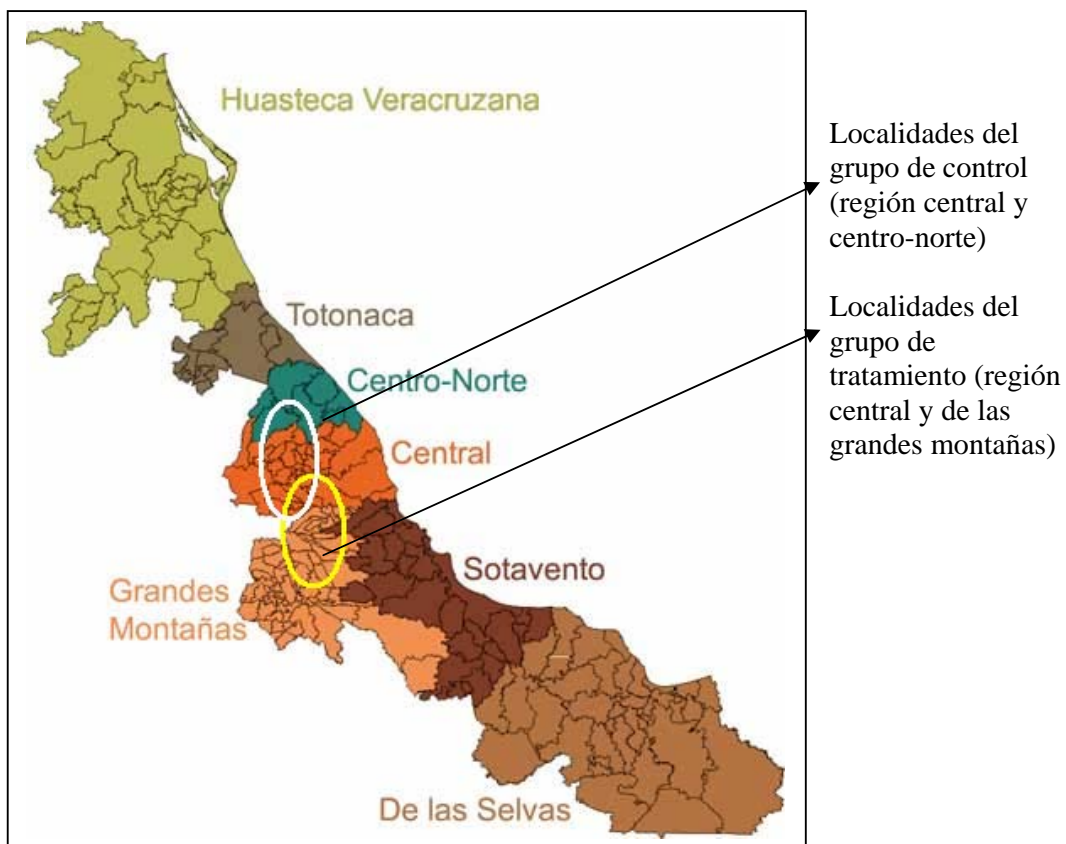 Huasteca Veracruzana
Totonaca
Centro-Norte
Central
Sotavento
Grandes
Montañas
De las Selvas
Localidades del
grupo de control
(región central y
centro-norte)
Localidades del
grupo de
tratamiento (región
central y de las
grandes montañas)